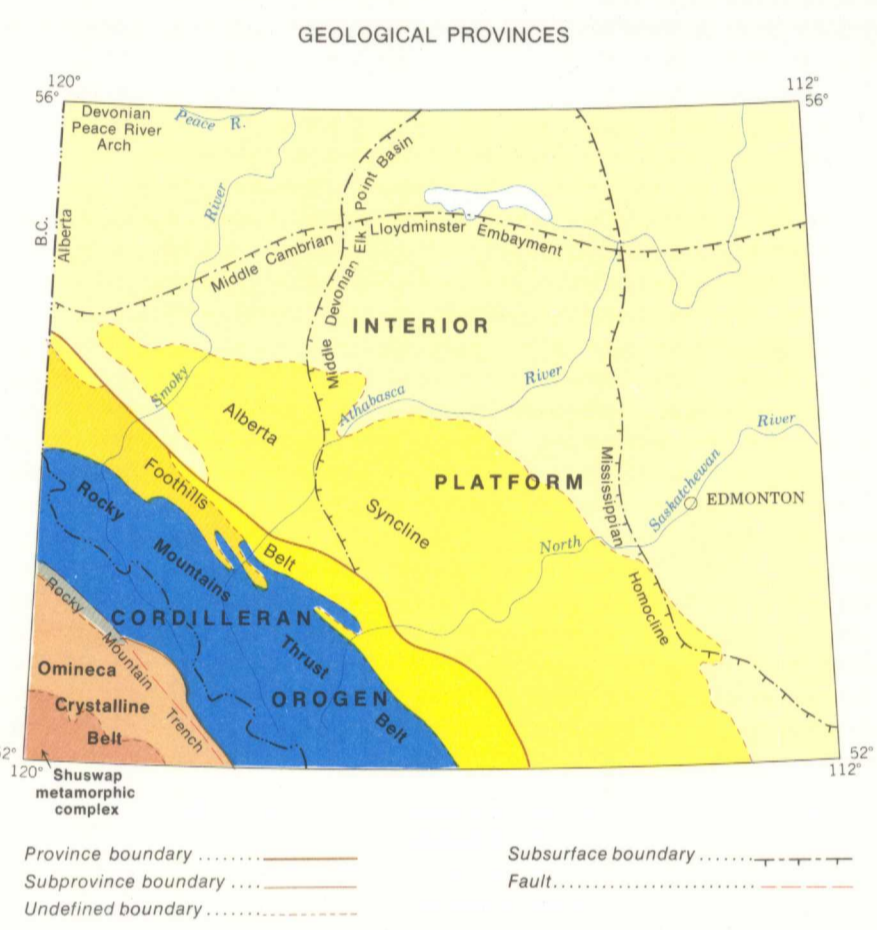 GEOLOGICAL PROVINCES
120°
112°
56°
56°
Devonian
Peace River
Arch
Peace R.
River
B.C.
Alberta
Middle Cambrian
Lloydminster Embayment
Middle Devonian Elk Point Basin
INTERIOR
Smoky
Athabasca
River
Alberta
Syncline
PLATFORM
Mississippian
Homocline
River
Saskatchewan
EDMONTON
North
Foothills
Belt
Rocky
Mountains
Thrust
Belt
CORDILLERAN
OROGEN
Rocky
Mountain
Trench
Omineca
Crystalline
Belt
2°
120°
52°
112°
Shuswap
metamorphic
complex
Province boundary ........
Subsurface boundary ......
Subprovince boundary ....
Fault..........................
Undefined boundary .......